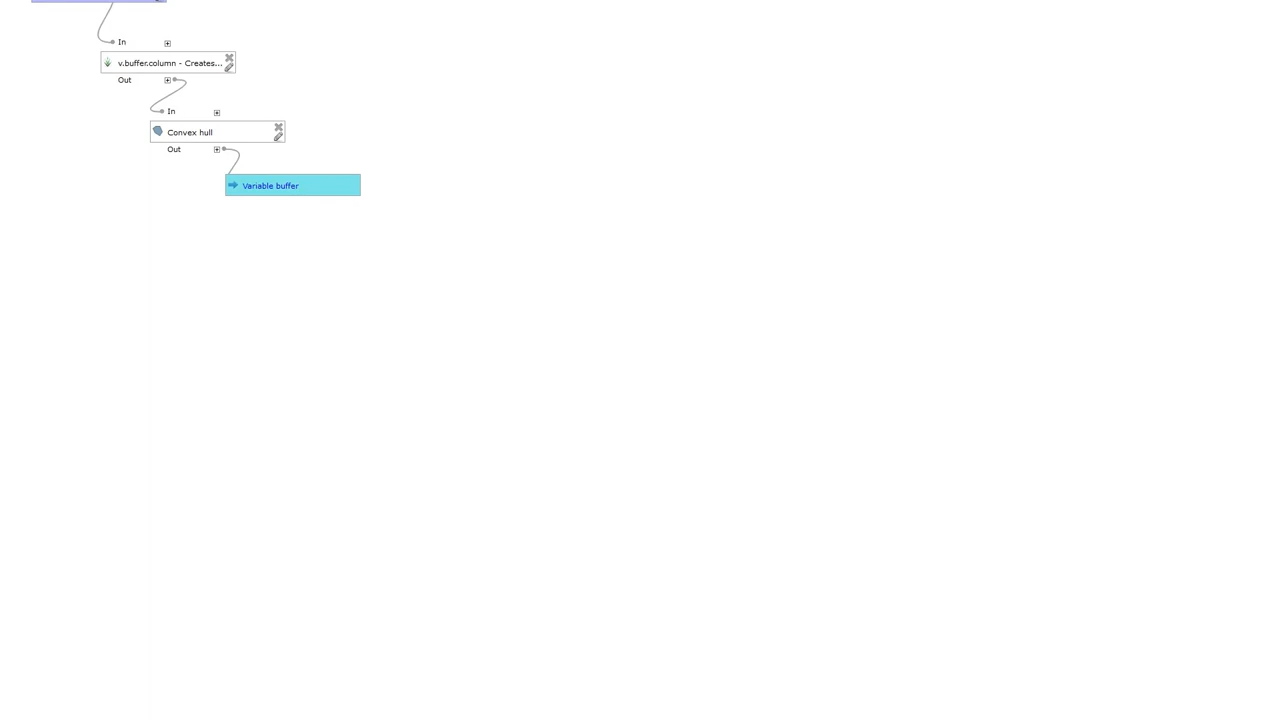 In
v.buffer.column - Creates...
Out
In
Convex hull
Out
Variable buffer